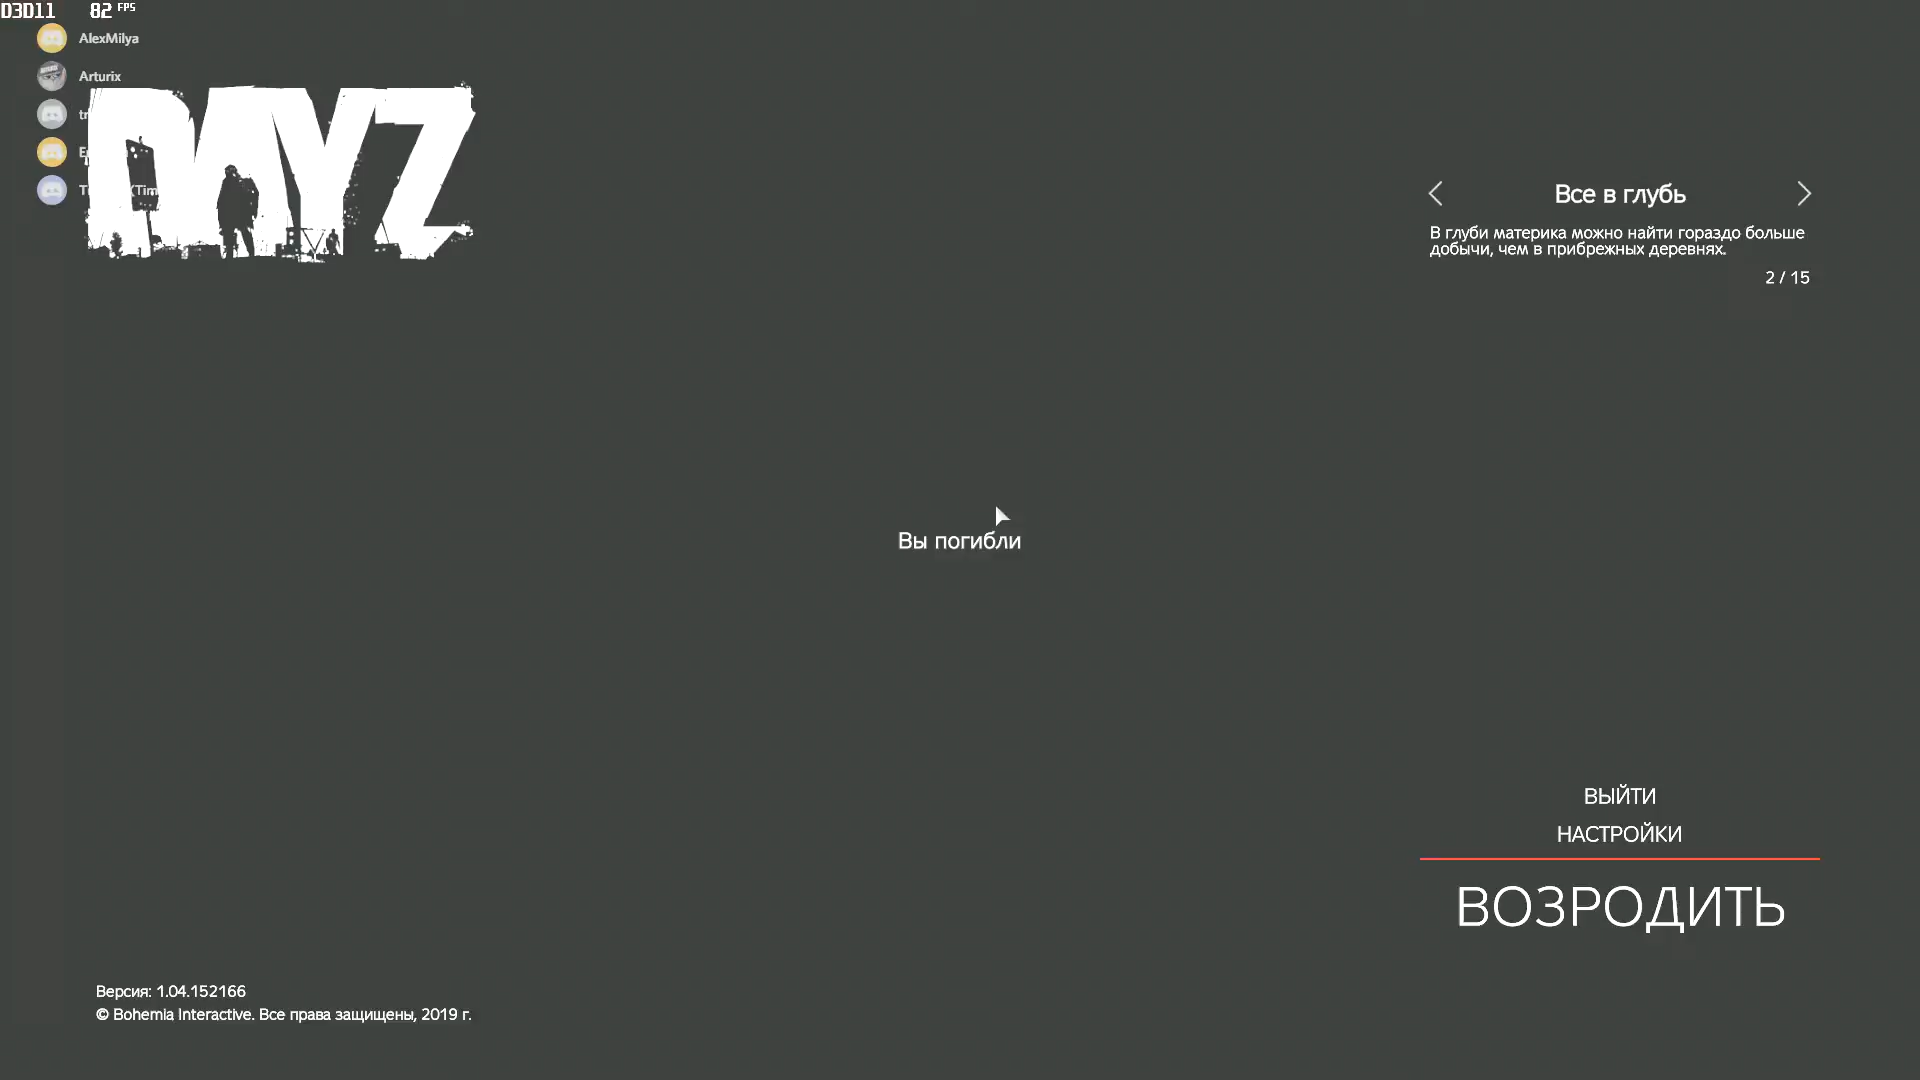 D3D11 82 FPS
AlexMilya
Arturix
DAYZ
Все в глубь
В глуби материка можно найти гораздо больше
добычи, чем в прибрежных деревнях.
2 / 15
Вы погибли
ВЫЙТИ
НАСТРОЙКИ
ВОЗРОДИТЬ
Версия: 1.04.152166
© Bohemia Interactive. Все права защищены, 2019 г.